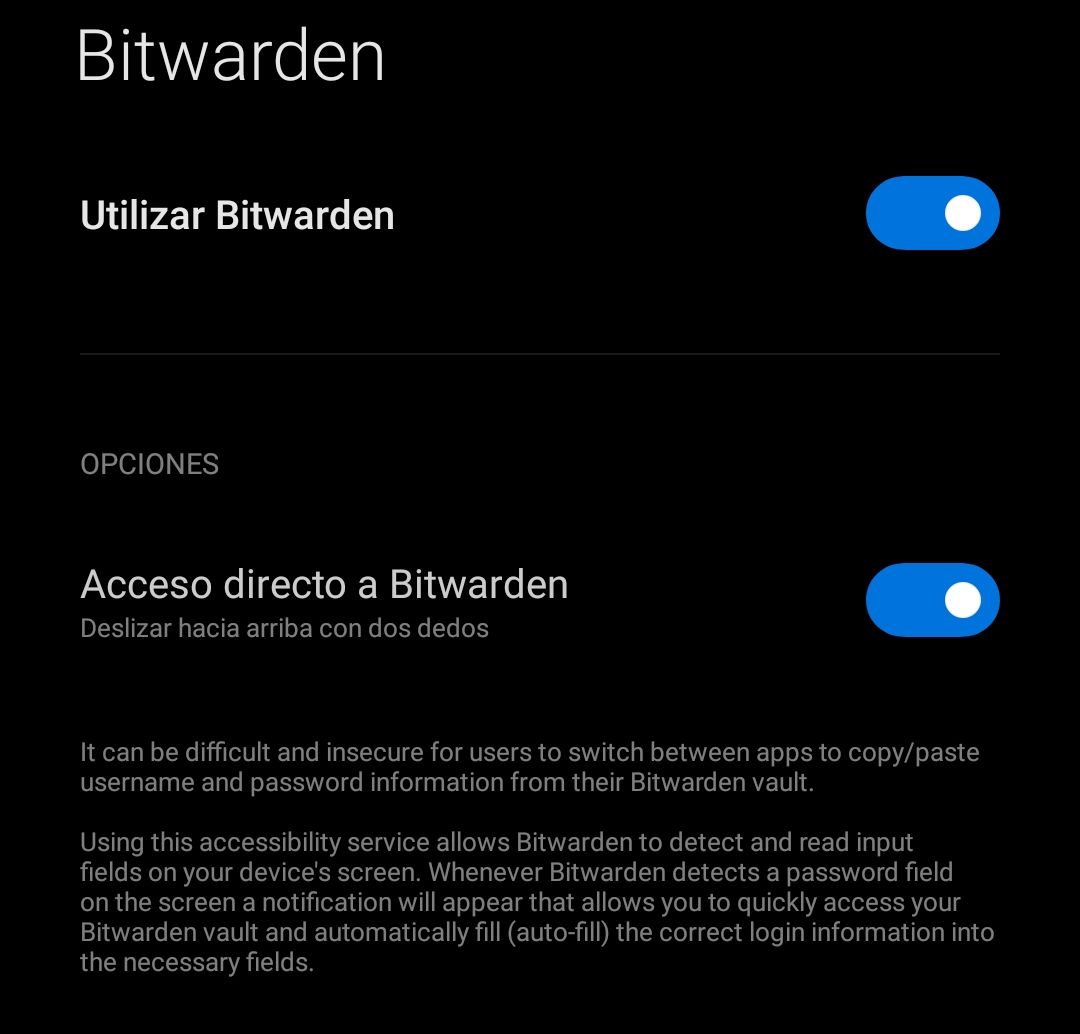 Bitwarden
Utilizar Bitwarden
OPCIONES
Acceso directo a Bitwarden
Deslizar hacia arriba con dos dedos
It can be difficult and insecure for users to switch between apps to copy/paste
username and password information from their Bitwarden vault.
Using this accessibility service allows Bitwarden to detect and read input
fields on your device's screen. Whenever Bitwarden detects a password field
on the screen a notification will appear that allows you to quickly access your
Bitwarden vault and automatically fill (auto-fill) the correct login information into
the necessary fields.